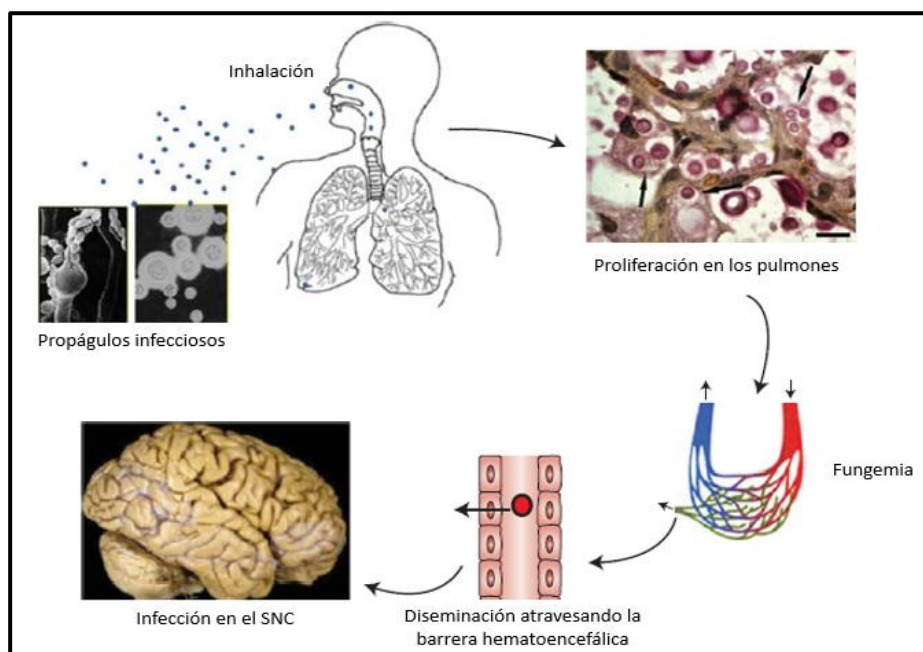 Inhalación
Propágulos infecciosos
Proliferación en los pulmones
Fungemia
Diseminación atravesando la
barrera hematoencefálica
Infección en el SNC